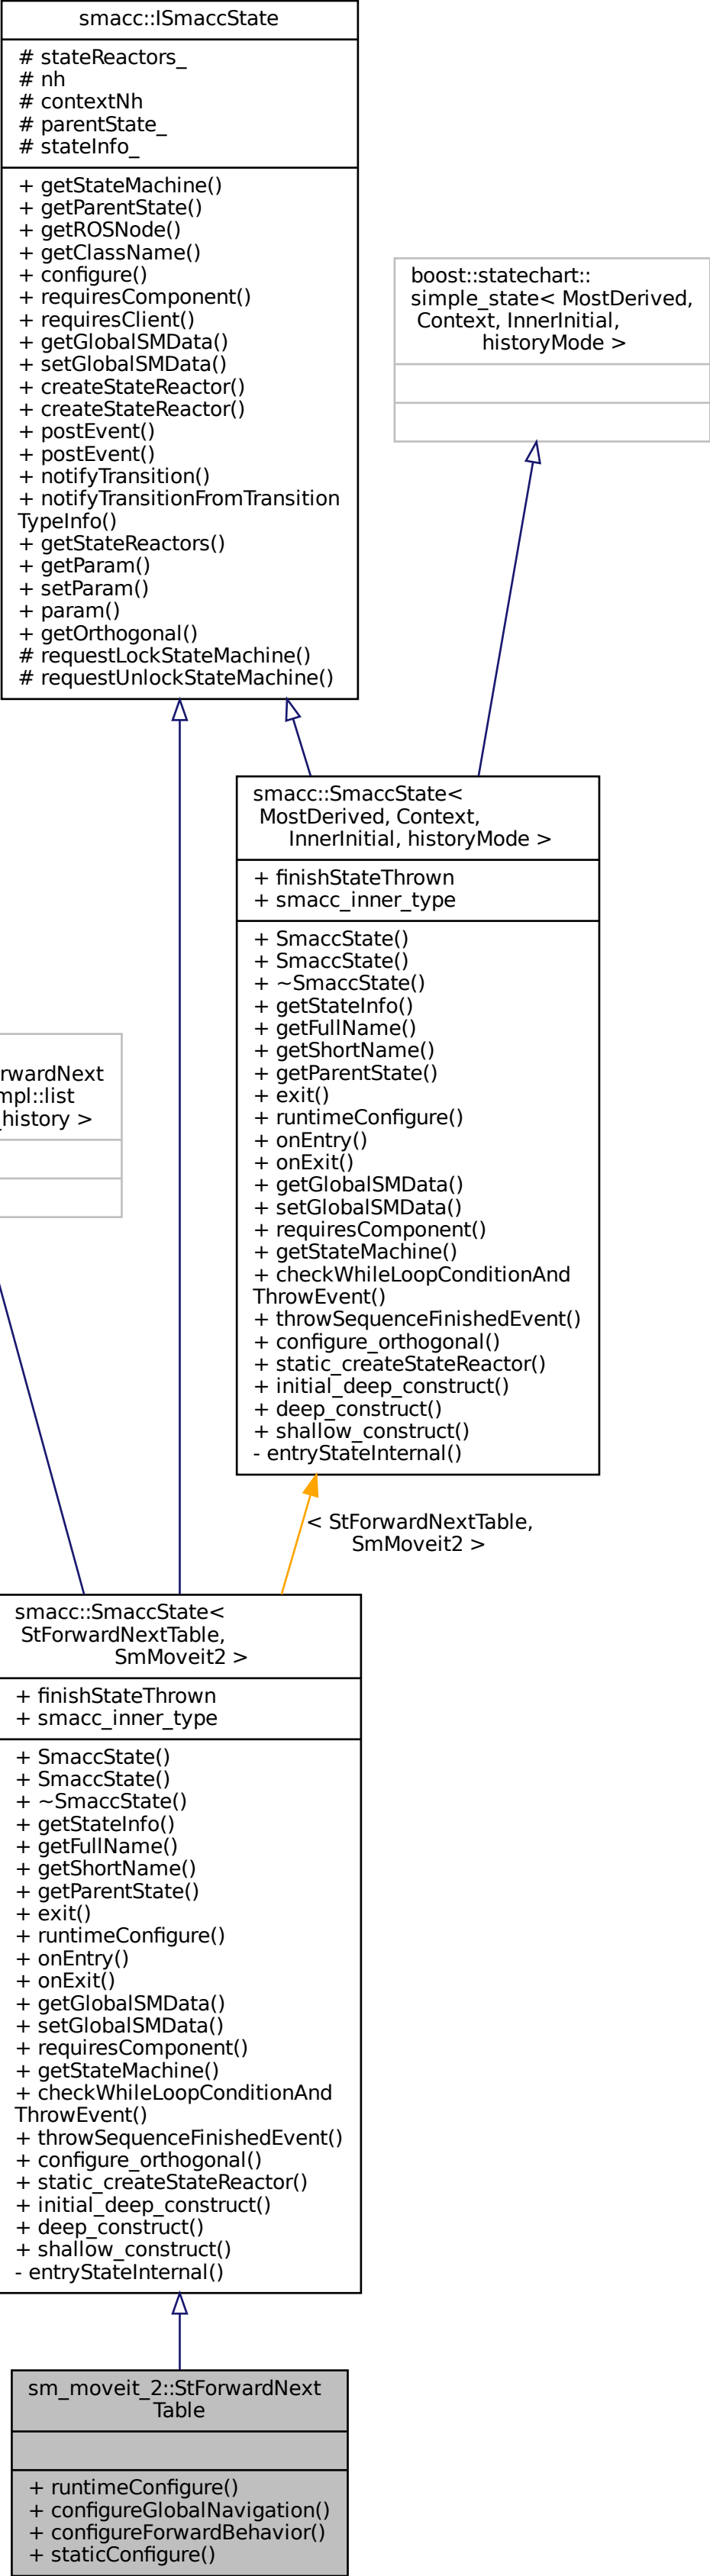 smacc::ISmaccState
# stateReactors_
# nh
# contextNh
# parentState_
# stateInfo_
+ getStateMachine()
+ getParentState()
+ getROSNode()
+ getClassName()
+ configure()
+ requiresComponent()
+ requiresClient()
+ getGlobalSMData()
+ setGlobalSMData()
+ createStateReactor()
+ createStateReactor()
+ postEvent()
+ postEvent()
+ notifyTransition()
+ notifyTransitionFromTransition
TypeInfo()
+ getStateReactors()
+ getParam()
+ setParam()
+ param()
+ getOrthogonal()
# requestLockStateMachine()
# requestUnlockStateMachine()
boost::statechart::
simple_state< MostDerived,
Context, InnerInitial,
historyMode >
smacc::SmaccState<
MostDerived, Context,
InnerInitial, historyMode >
+ finishStateThrown
+ smacc_inner_type
+ SmaccState()
+ SmaccState()
+ ~SmaccState()
+ getStateInfo()
+ getFullName()
+ getShortName()
+ getParentState()
+ exit()
+ runtimeConfigure()
+ onEntry()
+ onExit()
+ getGlobalSMData()
+ setGlobalSMData()
+ requiresComponent()
+ getStateMachine()
+ checkWhileLoopConditionAnd
ThrowEvent()
+ throwSequenceFinishedEvent()
+ configure_orthogonal()
+ static_createStateReactor()
+ initial_deep_construct()
+ deep_construct()
+ shallow_construct()
- entryStateInternal()
rwardNext
mpl::list
_history >
< StForwardNextTable,
SmMoveit2 >
smacc::SmaccState<
StForwardNextTable,
SmMoveit2 >
+ finishStateThrown
+ smacc_inner_type
+ SmaccState()
+ SmaccState()
+ ~SmaccState()
+ getStateInfo()
+ getFullName()
+ getShortName()
+ getParentState()
+ exit()
+ runtimeConfigure()
+ onEntry()
+ onExit()
+ getGlobalSMData()
+ setGlobalSMData()
+ requiresComponent()
+ getStateMachine()
+ checkWhileLoopConditionAnd
ThrowEvent()
+ throwSequenceFinishedEvent()
+ configure_orthogonal()
+ static_createStateReactor()
+ initial_deep_construct()
+ deep_construct()
+ shallow_construct()
- entryStateInternal()
sm_moveit_2::StForwardNext
Table
+ runtimeConfigure()
+ configureGlobalNavigation()
+ configureForwardBehavior()
+ staticConfigure()